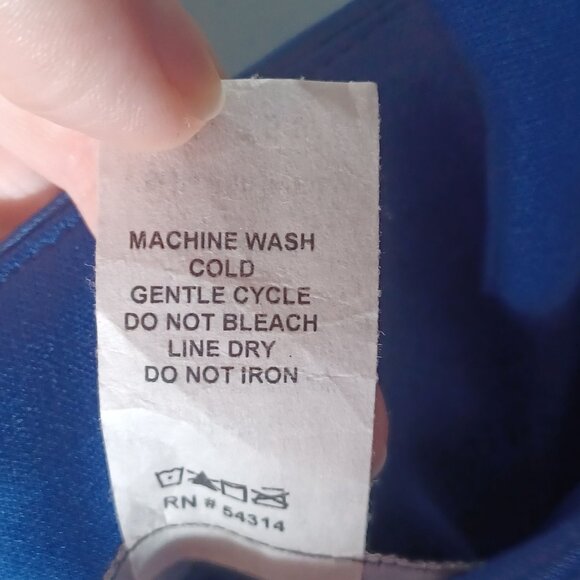 MACHINE WASH
COLD
GENTLE CYCLE
DO NOT BLEACH
LINE DRY
DO NOT IRON
RN # 54314